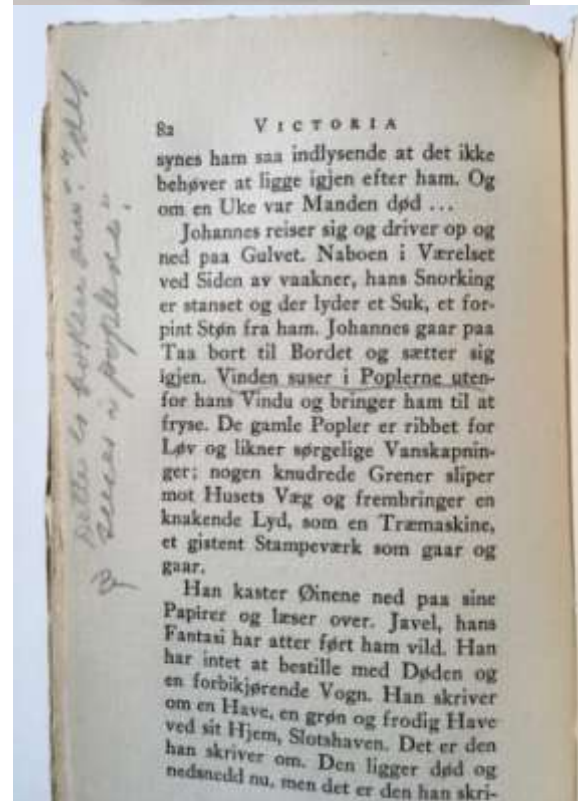 82 VICTORIA
synes ham saa indlysende at det ikke
behøver at ligge igjen efter ham. Og
om en Uke var Manden død ...
Johannes reiser sig og driver op og
ned paa Gulvet. Naboen i Værelset
ved Siden av vaakner, hans Snorking
er stanset og der lyder et Suk, et for-
pint Støn fra ham. Johannes gaar paa
Taa bort til Bordet og sætter sig
igjen. Vinden suser i Poplerne uten-
for hans Vindu og bringer ham til at
fryse. De gamle Popler er ribbet for
Løv og likner sørgelige Vanskapnin-
ger; nogen knudrede Grener sliper
mot Husets Væg og frembringer en
knakende Lyd, som en Træmaskine,
et gistent Stampeværk som gaar og
gaar.
Han kaster Øinene ned paa sine
Papirer og læser over. Javel, hans
Fantasi har atter ført ham vild. Han
har intet at bestille med Døden og
en forbikjørende Vogn. Han skriver
om en Have, en grøn og frodig Have
ved sit Hjem, Slotshaven. Det er den
han skriver om. Den ligger død og
nedsnedd nu, men det er den han skri-
"Det
suser i poplene"